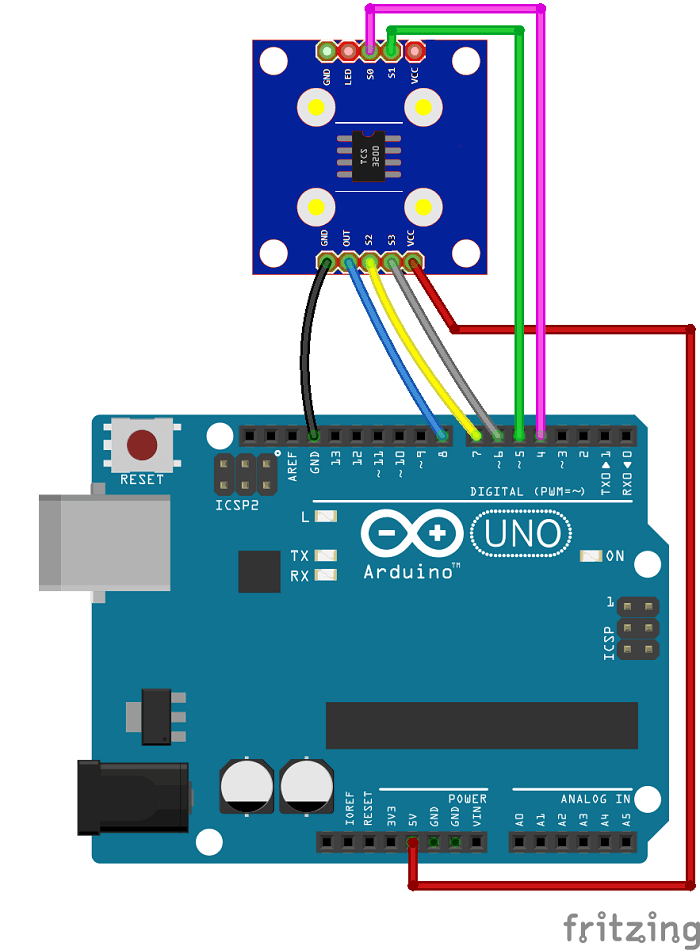 GND LED S0 S1 VCC
TCS
3200
GND OUT S2 S3 VCC
RESET
ICSP2
AREF GND 13 12 ~11 ~10 ~9 8 7 ~6 ~5 4 ~3 2 TX0▶1 RX0◀0
DIGITAL (PWM=~)
L
TX
RX
UNO
Arduino™
ON
1
ICSP
POWER
ANALOG IN
IOREF RESET 3V3 5V GND GND VIN A0 A1 A2 A3 A4 A5
fritzing